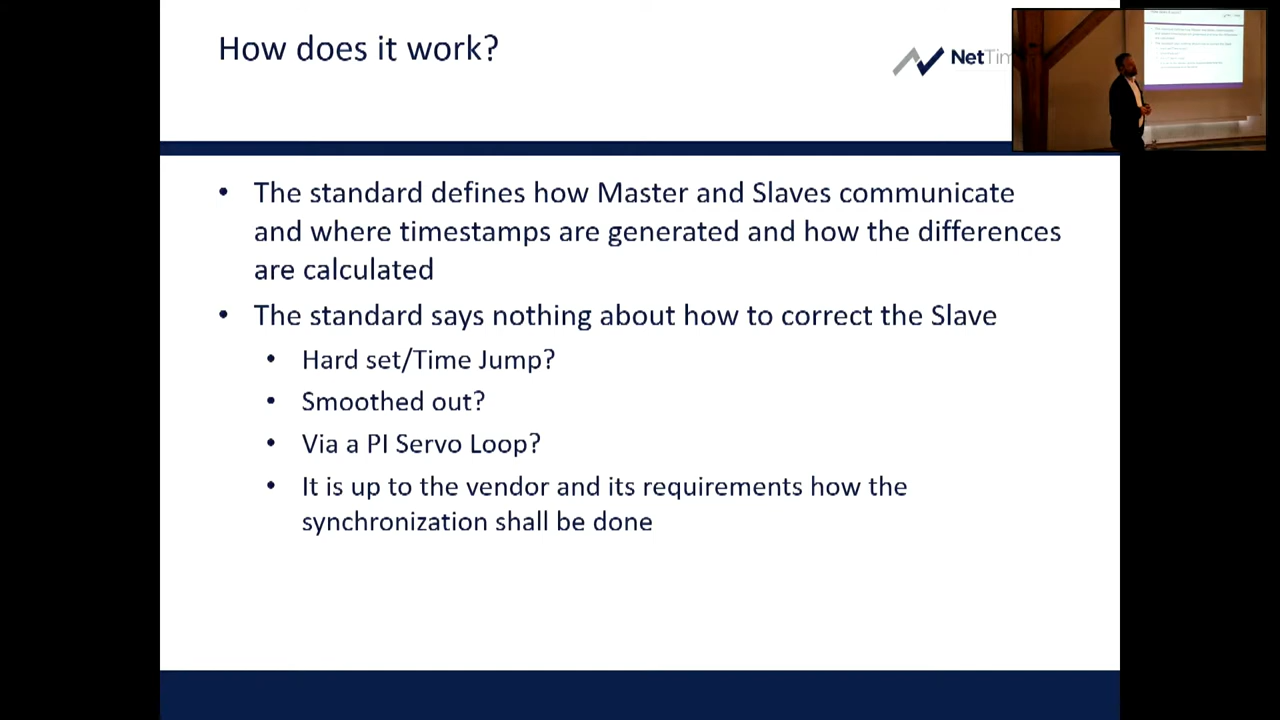 How does it work?
NetTim
• The standard defines how Master and Slaves communicate
and where timestamps are generated and how the differences
are calculated
• The standard says nothing about how to correct the Slave
• Hard set/Time Jump?
• Smoothed out?
• Via a PI Servo Loop?
• It is up to the vendor and its requirements how the
synchronization shall be done